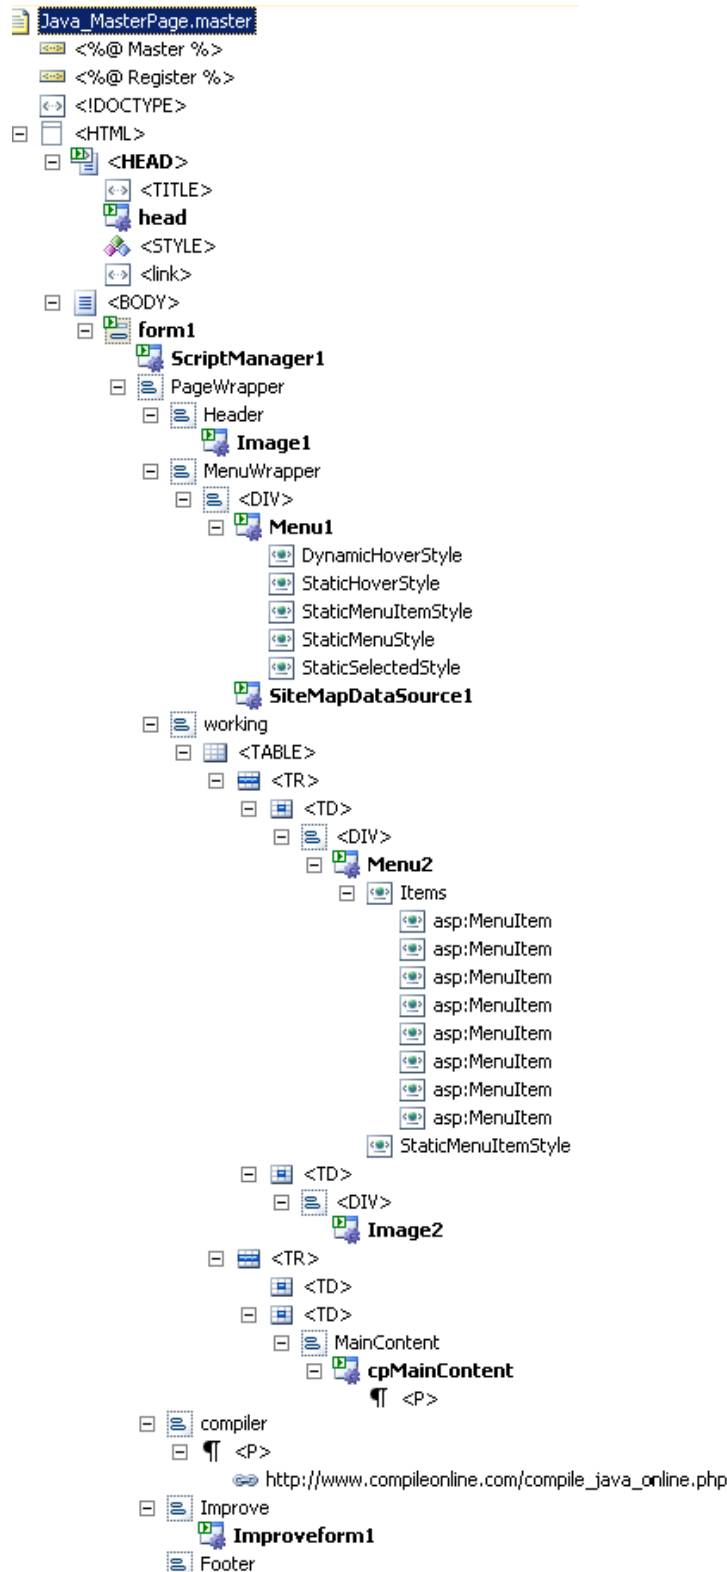 Java_MasterPage.master
<%@ Master %>
<%@ Register %>
<!DOCTYPE>
<HTML>
<HEAD>
<TITLE>
head
<STYLE>
<link>
<BODY>
form1
ScriptManager1
PageWrapper
Header
Image1
MenuWrapper
<DIV>
Menu1
DynamicHoverStyle
StaticHoverStyle
StaticMenuItemStyle
StaticMenuStyle
StaticSelectedStyle
SiteMapDataSource1
working
<TABLE>
<TR>
<TD>
<DIV>
Menu2
Items
asp:MenuItem
asp:MenuItem
asp:MenuItem
asp:MenuItem
asp:MenuItem
asp:MenuItem
asp:MenuItem
asp:MenuItem
StaticMenuItemStyle
<TD>
<DIV>
Image2
<TR>
<TD>
<TD>
MainContent
cpMainContent
<P>
compiler
<P>
http://www.compileonline.com/compile_java_online.php
Improve
Improveform1
Footer